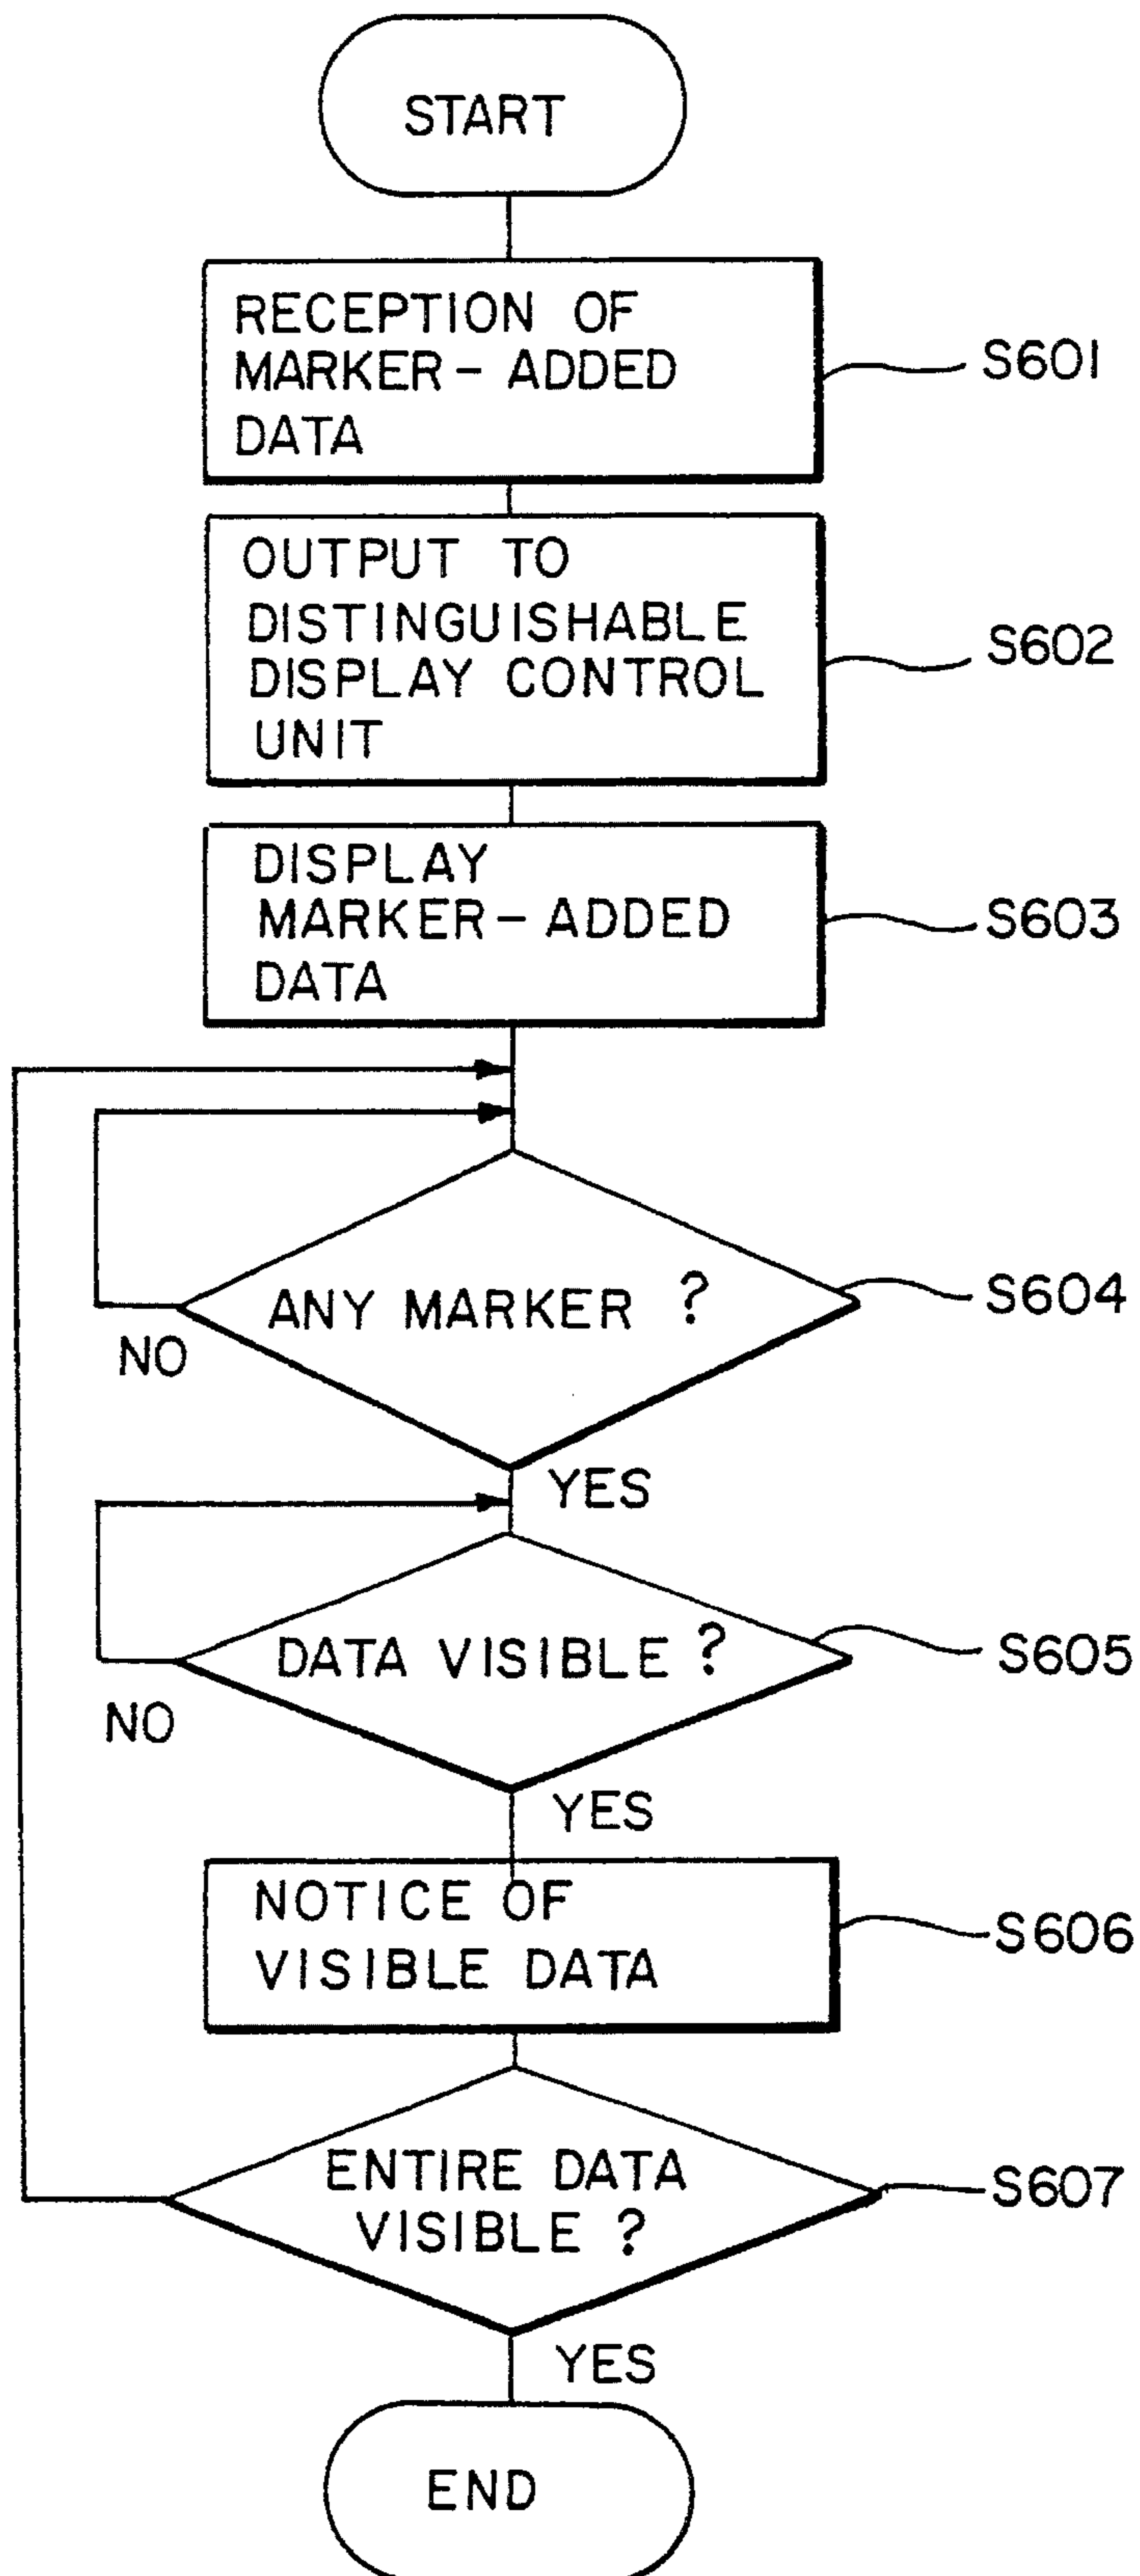 START
RECEPTION OF
MARKER-ADDED
DATA
S601
OUTPUT TO
DISTINGUISHABLE
DISPLAY CONTROL
UNIT
S602
DISPLAY
MARKER-ADDED
DATA
S603
ANY MARKER ?
S604
NO
YES
DATA VISIBLE ?
S605
NO
YES
NOTICE OF
VISIBLE DATA
S606
ENTIRE DATA
VISIBLE ?
S607
YES
END